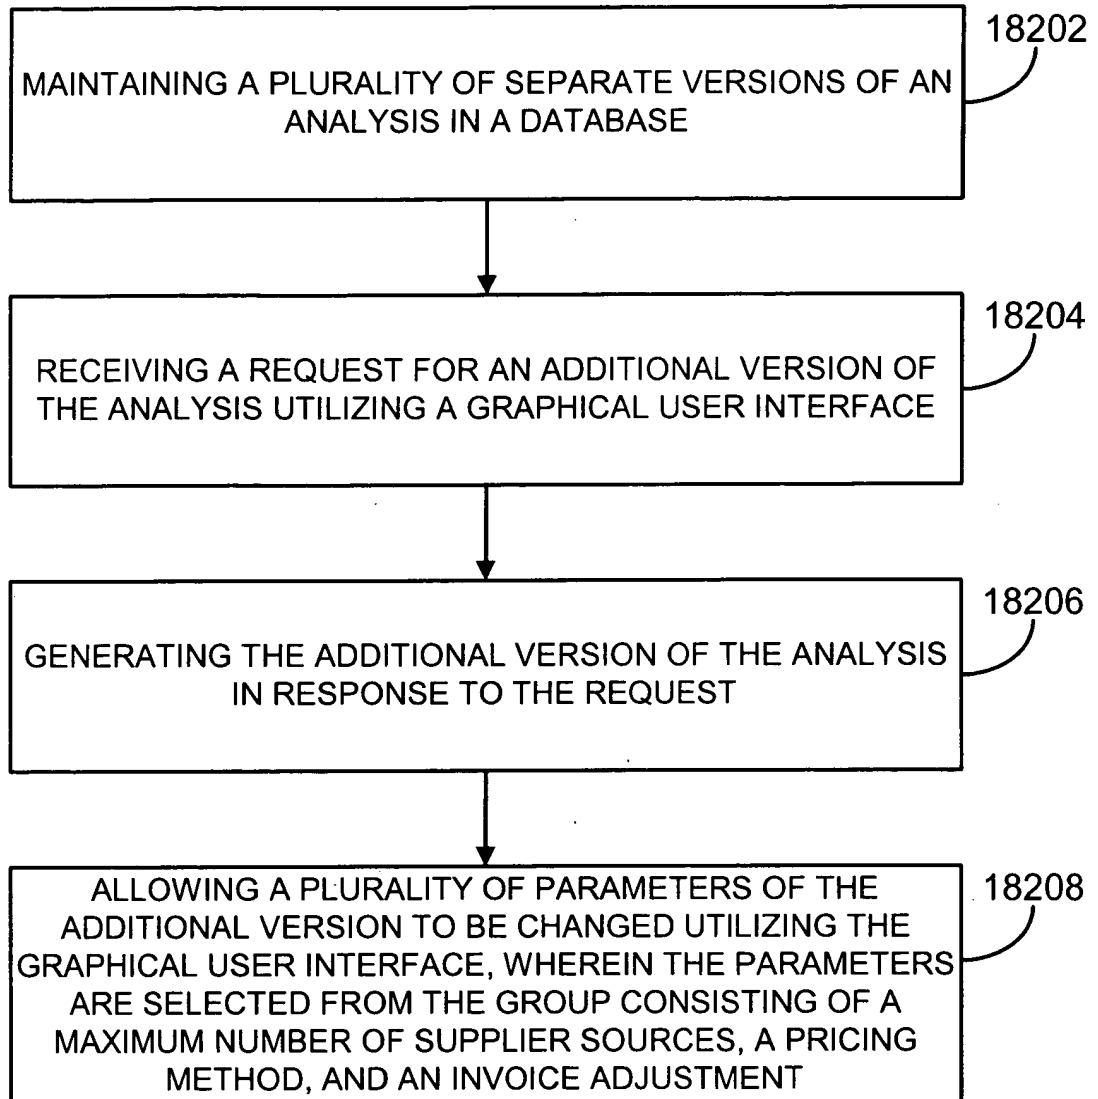 18202
MAINTAINING A PLURALITY OF SEPARATE VERSIONS OF AN
ANALYSIS IN A DATABASE
18204
RECEIVING A REQUEST FOR AN ADDITIONAL VERSION OF
THE ANALYSIS UTILIZING A GRAPHICAL USER INTERFACE
18206
GENERATING THE ADDITIONAL VERSION OF THE ANALYSIS
IN RESPONSE TO THE REQUEST
18208
ALLOWING A PLURALITY OF PARAMETERS OF THE
ADDITIONAL VERSION TO BE CHANGED UTILIZING THE
GRAPHICAL USER INTERFACE, WHEREIN THE PARAMETERS
ARE SELECTED FROM THE GROUP CONSISTING OF A
MAXIMUM NUMBER OF SUPPLIER SOURCES, A PRICING
METHOD, AND AN INVOICE ADJUSTMENT